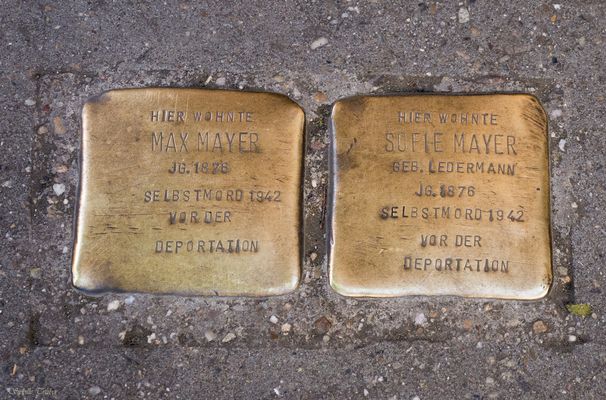 HIER WOHNTE
MAX MAYER
JG. 1876
SELBSTMORD 1942
VOR DER
DEPORTATION
HIER WOHNTE
SOFIE MAYER
GEB. LEDERMANN
JG. 1876
SELBSTMORD 1942
VOR DER
DEPORTATION